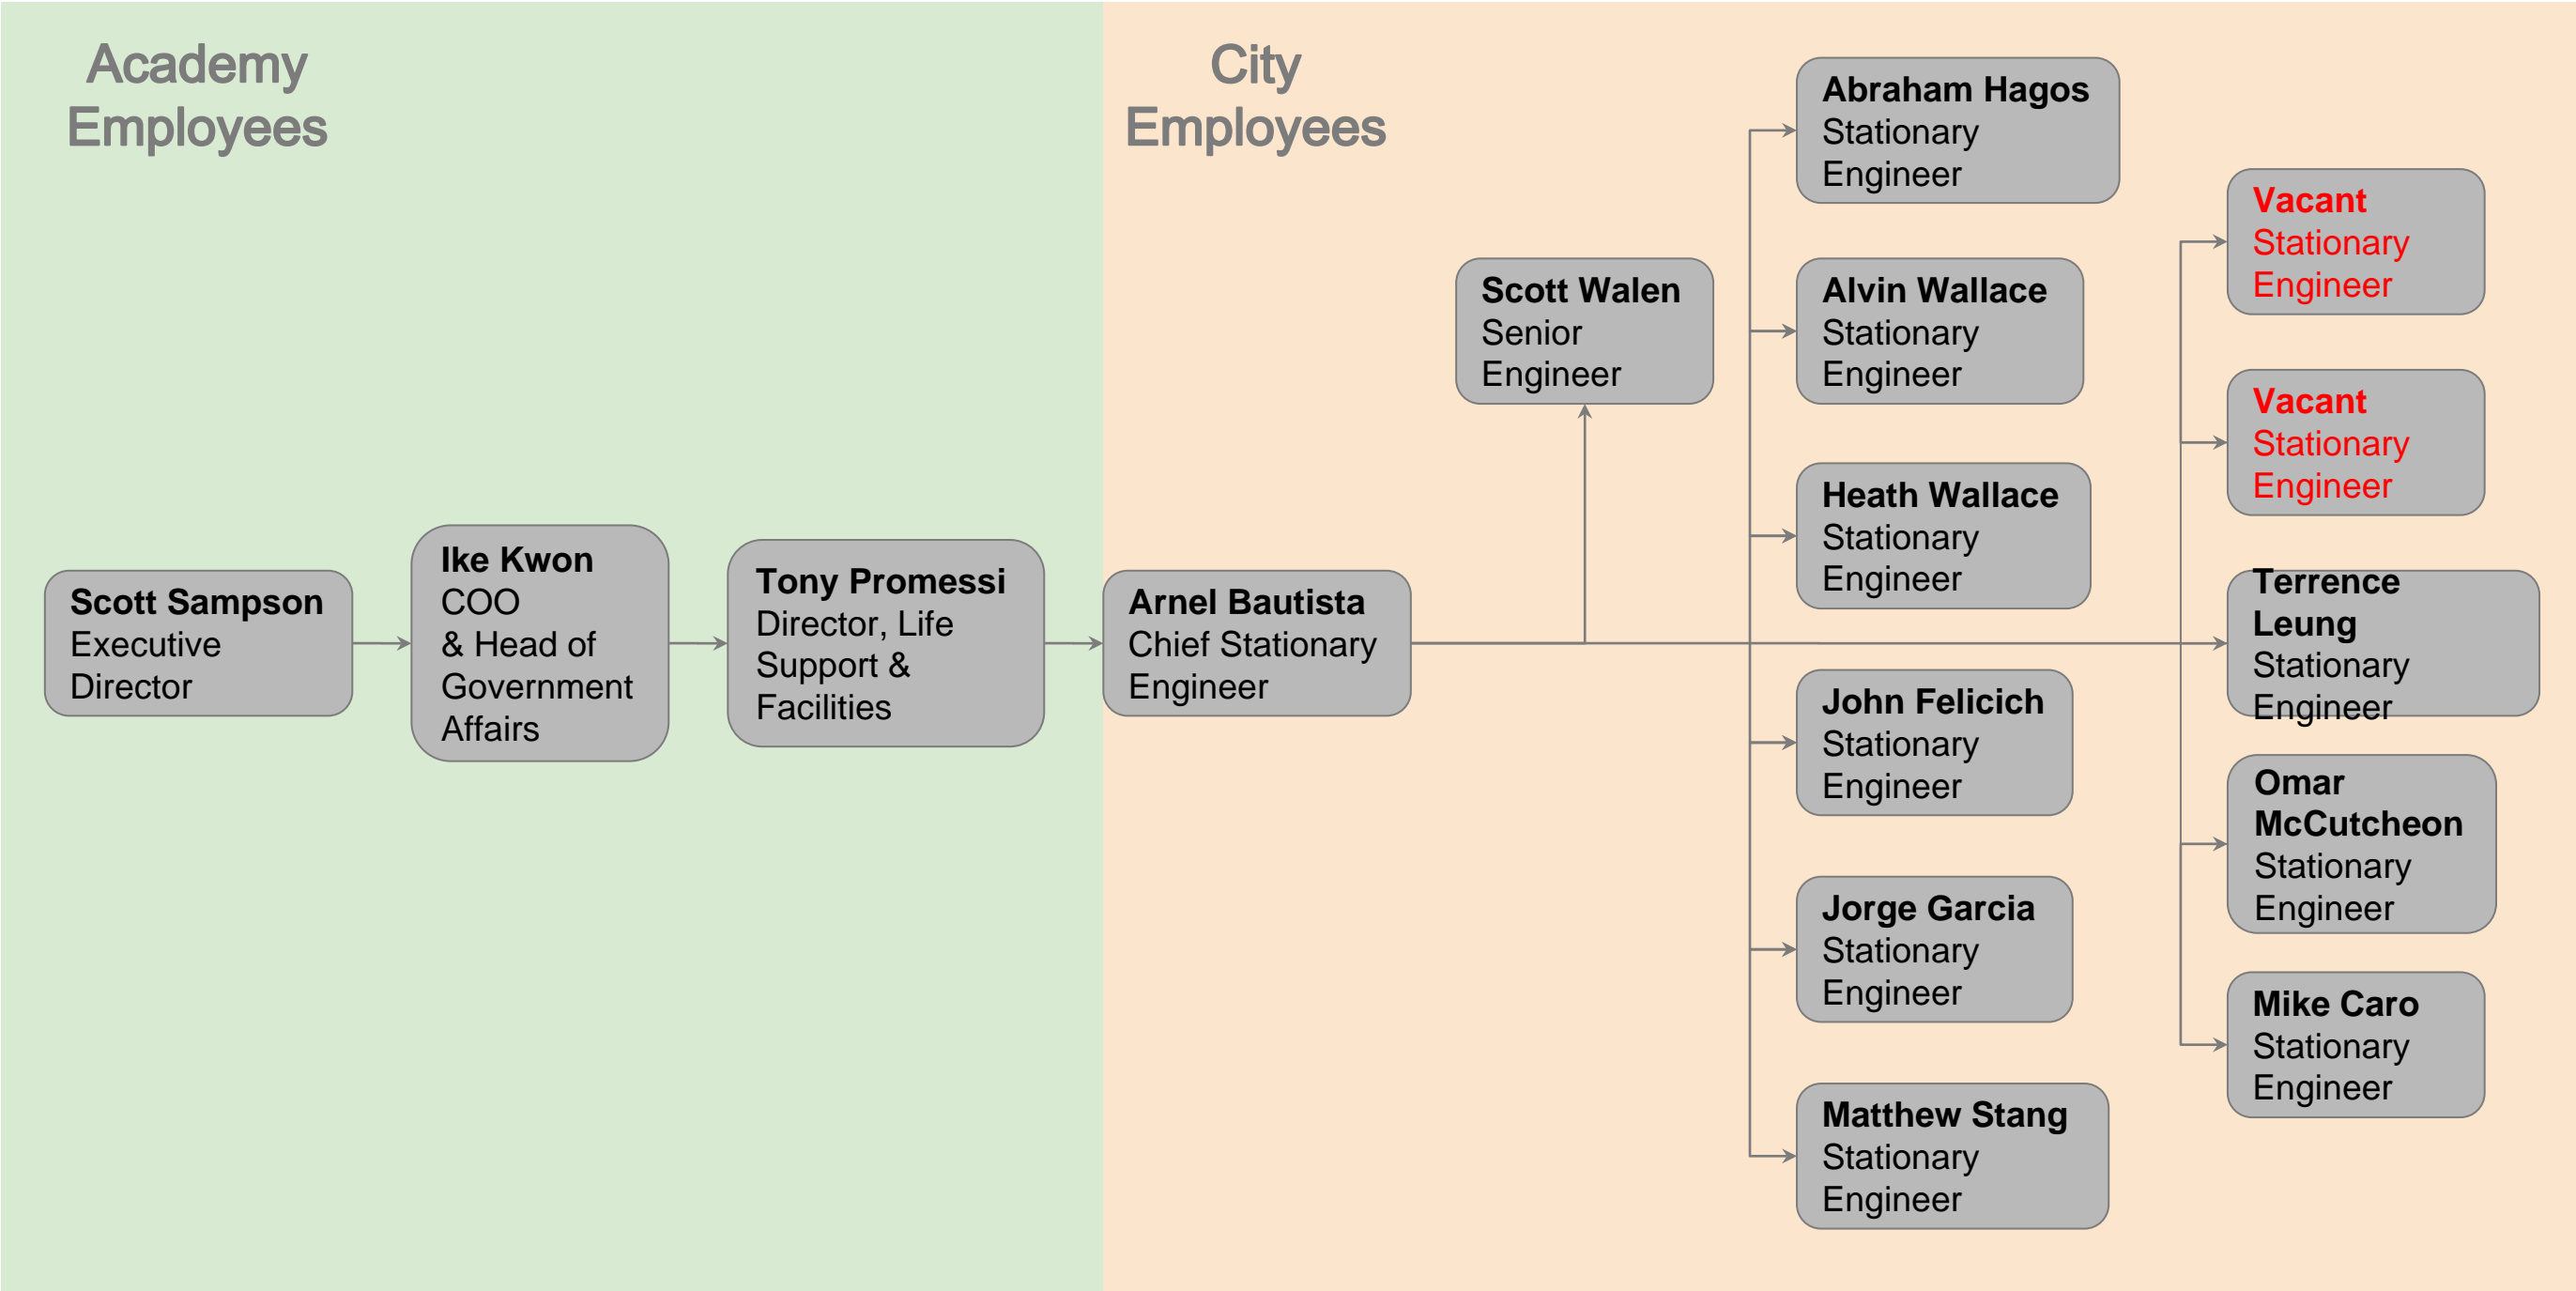 Academy
Employees
City
Employees
Scott Sampson
Executive
Director
Ike Kwon
COO
& Head of
Government
Affairs
Tony Promessi
Director, Life
Support &
Facilities
Arnel Bautista
Chief Stationary
Engineer
Scott Walen
Senior
Engineer
Abraham Hagos
Stationary
Engineer
Alvin Wallace
Stationary
Engineer
Heath Wallace
Stationary
Engineer
John Felicich
Stationary
Engineer
Jorge Garcia
Stationary
Engineer
Matthew Stang
Stationary
Engineer
Vacant
Stationary
Engineer
Vacant
Stationary
Engineer
Terrence
Leung
Stationary
Engineer
Omar
McCutcheon
Stationary
Engineer
Mike Caro
Stationary
Engineer